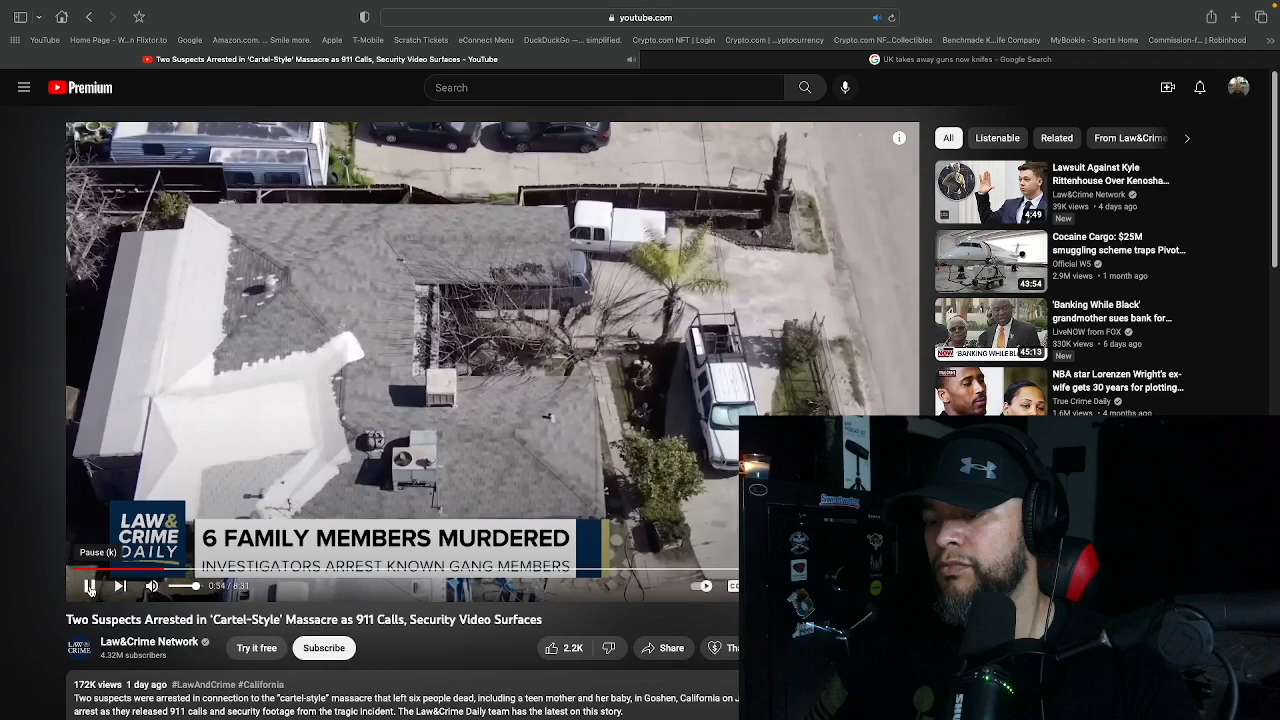 youtube.com
YouTube
Home Page - W...n Flixtor.to
Google
Amazon.com. ... Smile more.
Apple
T-Mobile
Scratch Tickets
eConnect Menu
DuckDuckGo — ... simplified.
Crypto.com NFT | Login
Crypto.com | ...yptocurrency
Crypto.com NF...Collectibles
Benchmade K...ife Company
MyBookie - Sports Home
Commission-f... | Robinhood
Two Suspects Arrested in 'Cartel-Style' Massacre as 911 Calls, Security Video Surfaces - YouTube
UK takes away guns now knifes - Google Search
Premium
Search
All
Listenable
Related
From Law&Crime
Lawsuit Against Kyle
Rittenhouse Over Kenosha...
Law&Crime Network
39K views • 4 days ago
New
4:49
Cocaine Cargo: $25M
smuggling scheme traps Pivot...
Official W5
2.9M views • 1 month ago
43:54
'Banking While Black'
grandmother sues bank for...
LiveNOW from FOX
330K views • 6 days ago
New
NOW 'BANKING WHILE BL
45:13
NBA star Lorenzen Wright's ex-
wife gets 30 years for plotting...
True Crime Daily
1.6M views • 4 months ago
LAW&
CRIME
DAILY
6 FAMILY MEMBERS MURDERED
INVESTIGATORS ARREST KNOWN GANG MEMBERS
Pause (k)
0:54 / 8:31
Two Suspects Arrested in 'Cartel-Style' Massacre as 911 Calls, Security Video Surfaces
Law&Crime Network
4.32M subscribers
Try it free
Subscribe
2.2K
Share
172K views 1 day ago #LawAndCrime #California
Two suspects were arrested in connection to the "cartel-style" massacre that left six people dead, including a teen mother and her baby, in Goshen, California on J
arrest as they released 911 calls and security footage from the tragic incident. The Law&Crime Daily team has the latest on this story.
Sweetwater